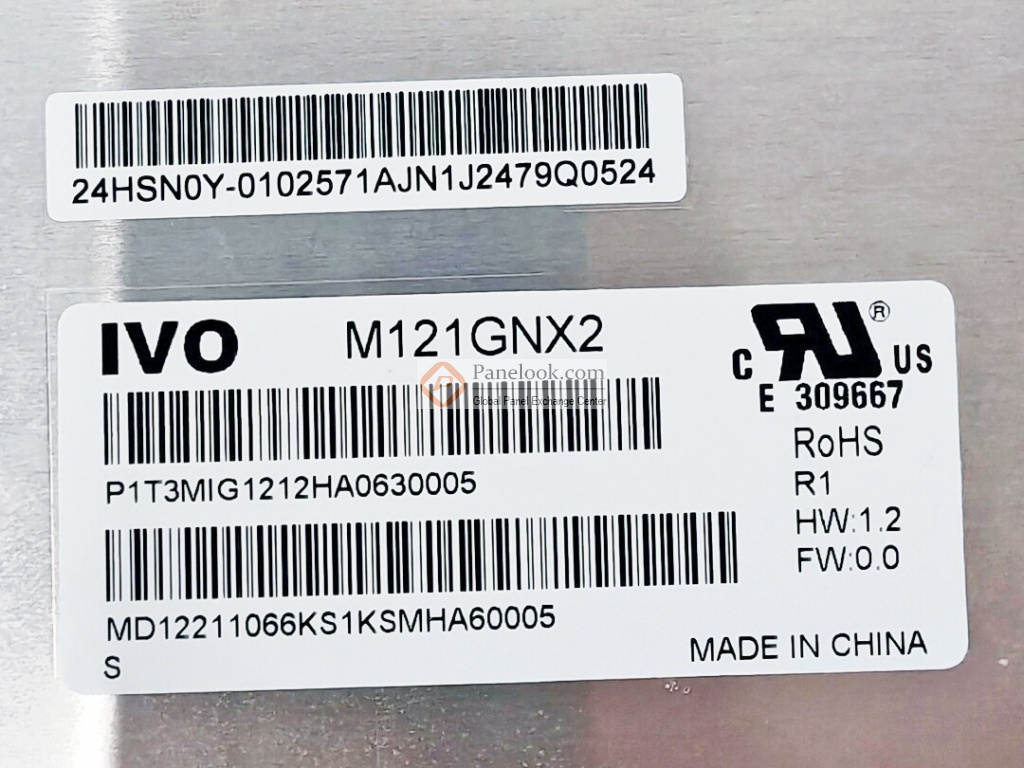 24HSN0Y-0102571AJN1J2479Q0524
IVO M121GNX2
Panelook.com
Global Panel Exchange Center
C RU ® US
E 309667
P1T3MIG1212HA0630005
RoHS
R1
HW:1.2
FW:0.0
MD12211066KS1KSMHA60005
S
MADE IN CHINA